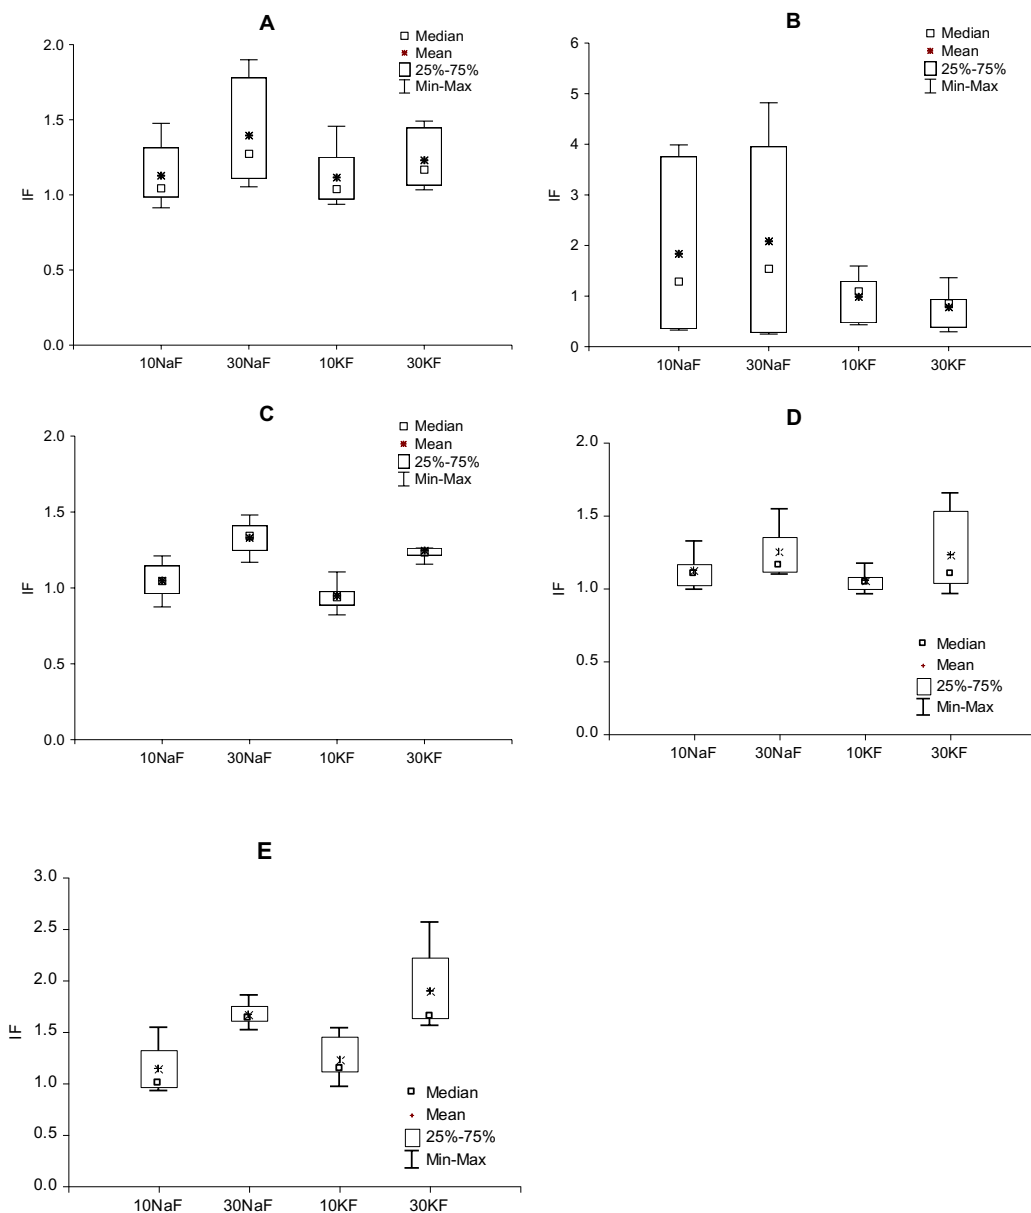 A
Median
Mean
25%-75%
Min-Max
2.0
1.5
1.0
0.5
0.0
IF
10NaF 30NaF 10KF 30KF
B
Median
Mean
25%-75%
Min-Max
6
5
4
3
2
1
0
IF
10NaF 30NaF 10KF 30KF
C
Median
Mean
25%-75%
Min-Max
2.0
1.5
1.0
0.5
0.0
IF
10NaF 30NaF 10KF 30KF
D
2.0
1.5
1.0
0.5
0.0
IF
Median
Mean
25%-75%
Min-Max
10NaF 30NaF 10KF 30KF
E
3.0
2.5
2.0
1.5
1.0
0.5
0.0
IF
Median
Mean
25%-75%
Min-Max
10NaF 30NaF 10KF 30KF